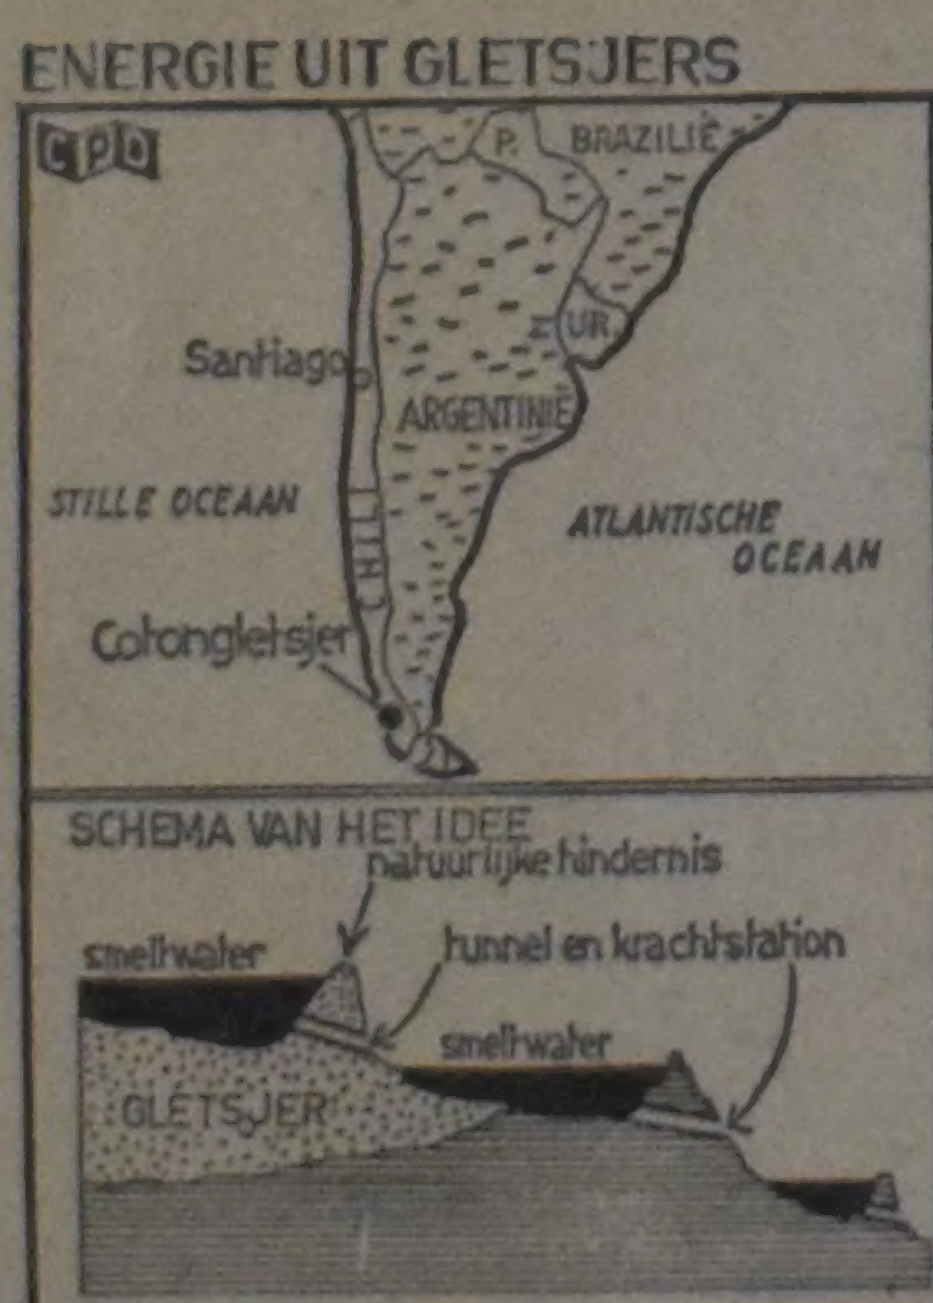 ENERGIE UIT GLETSJERS
CPD
P.
BRAZILIË
UR
Santiago
ARGENTINIË
STILLE OCEAAN
ATLANTISCHE
OCEAAN
CHILI
Cotongletsjer
SCHEMA VAN HET IDEE
natuurlijke hindernis
smeltwater
tunnel en krachtstation
smeltwater
GLETSJER